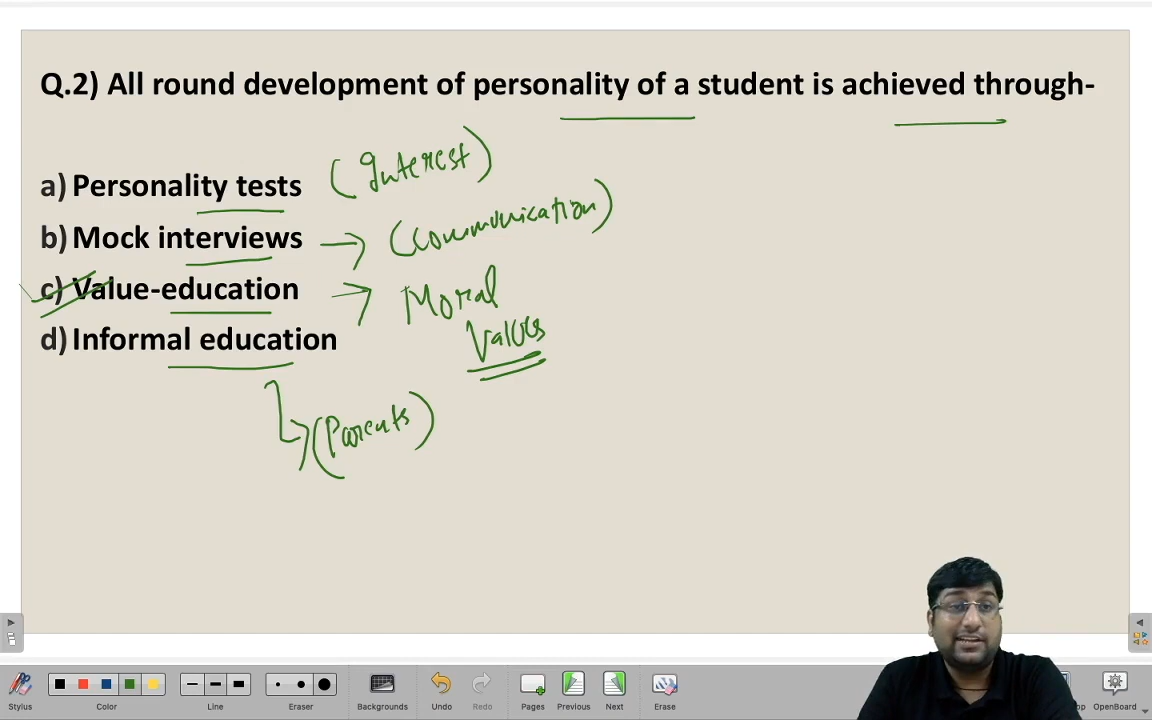 Q.2) All round development of personality of a student is achieved through-
a) Personality tests (Interest)
b) Mock interviews → (Communication)
c) Value-education → Moral
Values
d) Informal education
(Parents)
Stylus
Color
Line
Eraser
Backgrounds
Undo
Redo
Pages
Previous
Next
Erase
OpenBoard